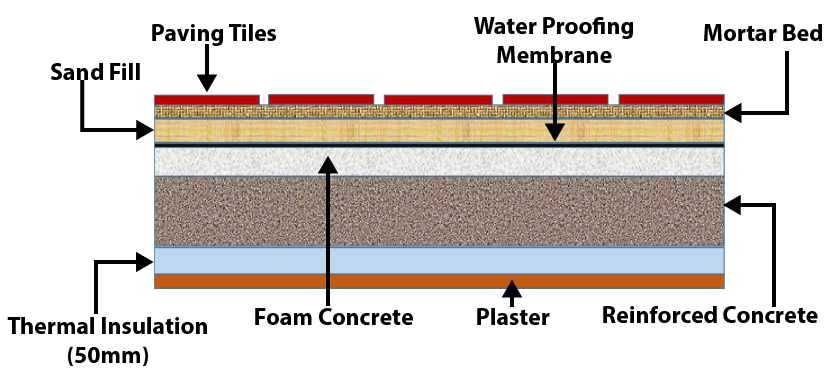 Paving Tiles
Water Proofing
Membrane
Mortar Bed
Sand Fill
Thermal Insulation
(50mm)
Foam Concrete
Plaster
Reinforced Concrete